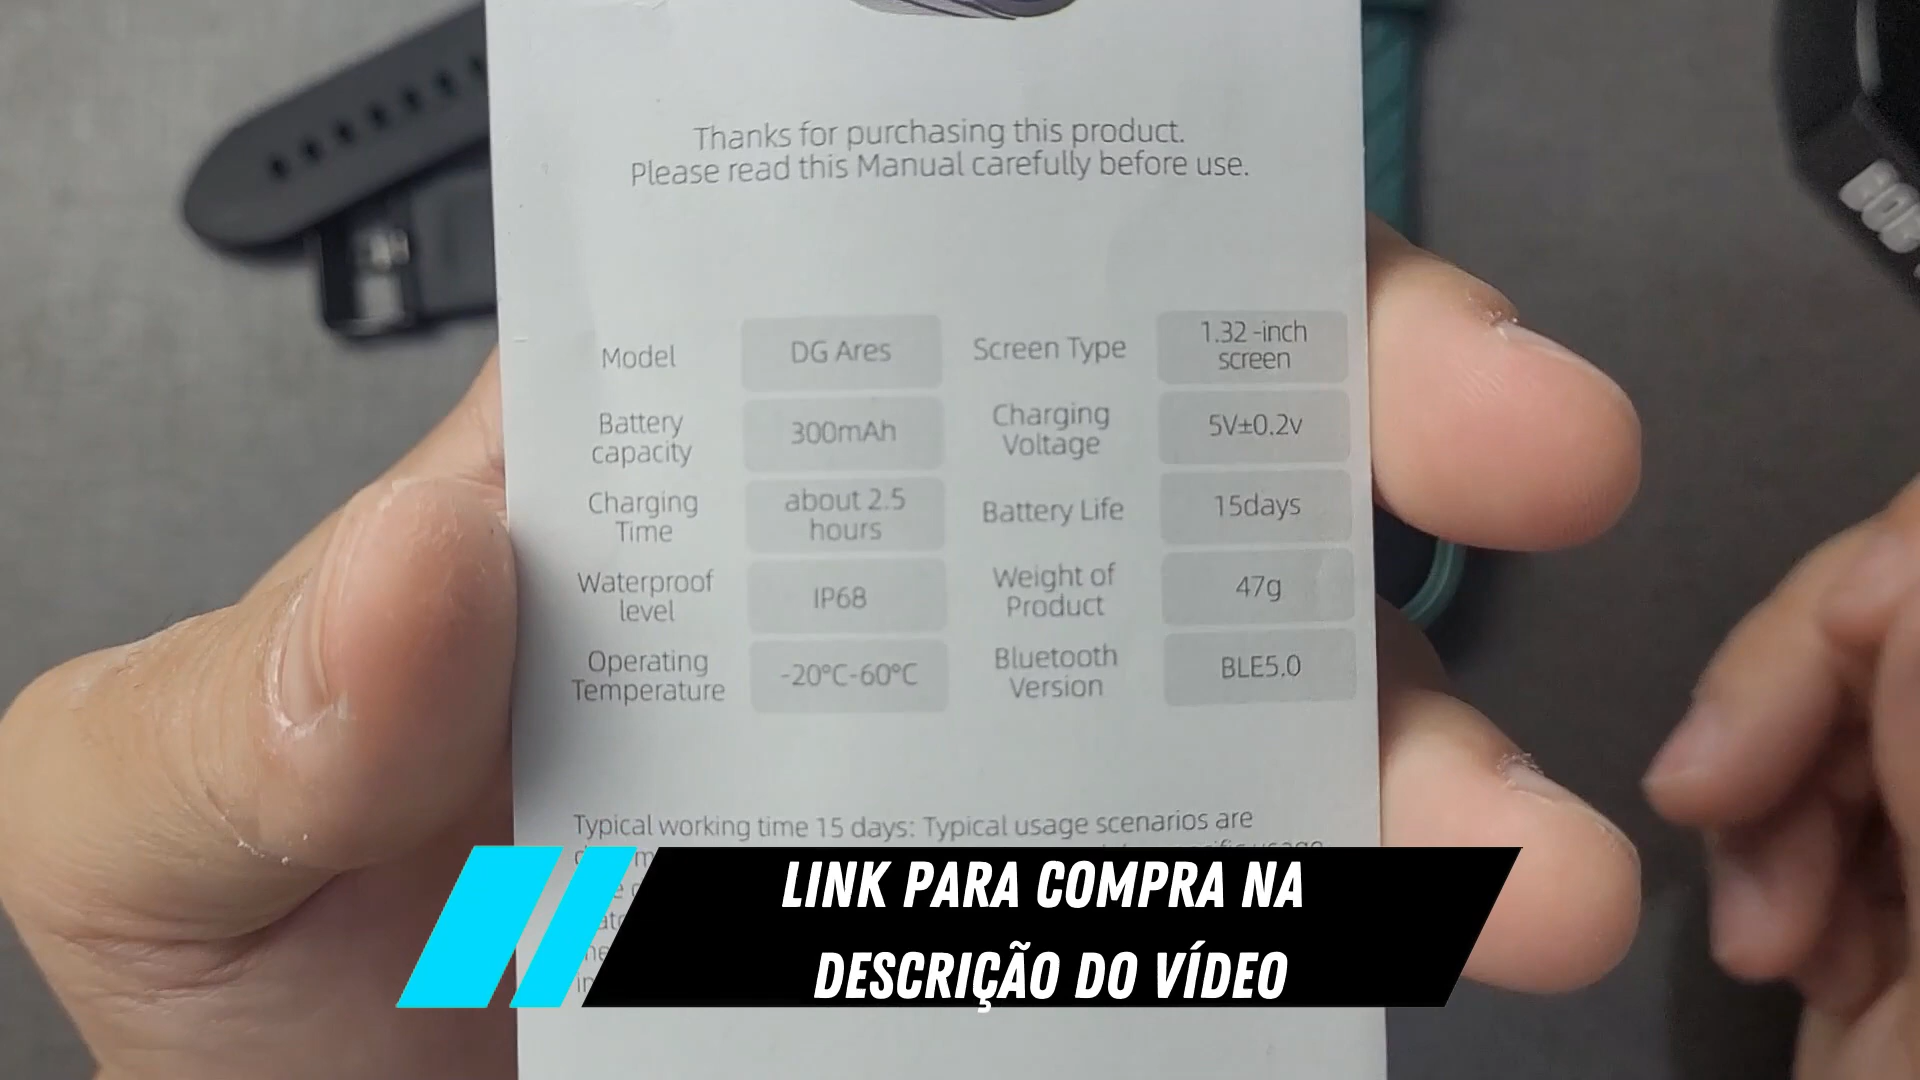 Thanks for purchasing this product.
Please read this Manual carefully before use.
Model
DG Ares
Screen Type
1.32 -inch
screen
Battery
capacity
300mAh
Charging
Voltage
5V±0.2v
Charging
Time
about 2.5
hours
Battery Life
15days
Waterproof
level
IP68
Weight of
Product
47g
Operating
Temperature
-20°C-60°C
Bluetooth
Version
BLE5.0
Typical working time 15 days: Typical usage scenarios are
LINK PARA COMPRA NA
DESCRIÇÃO DO VÍDEO